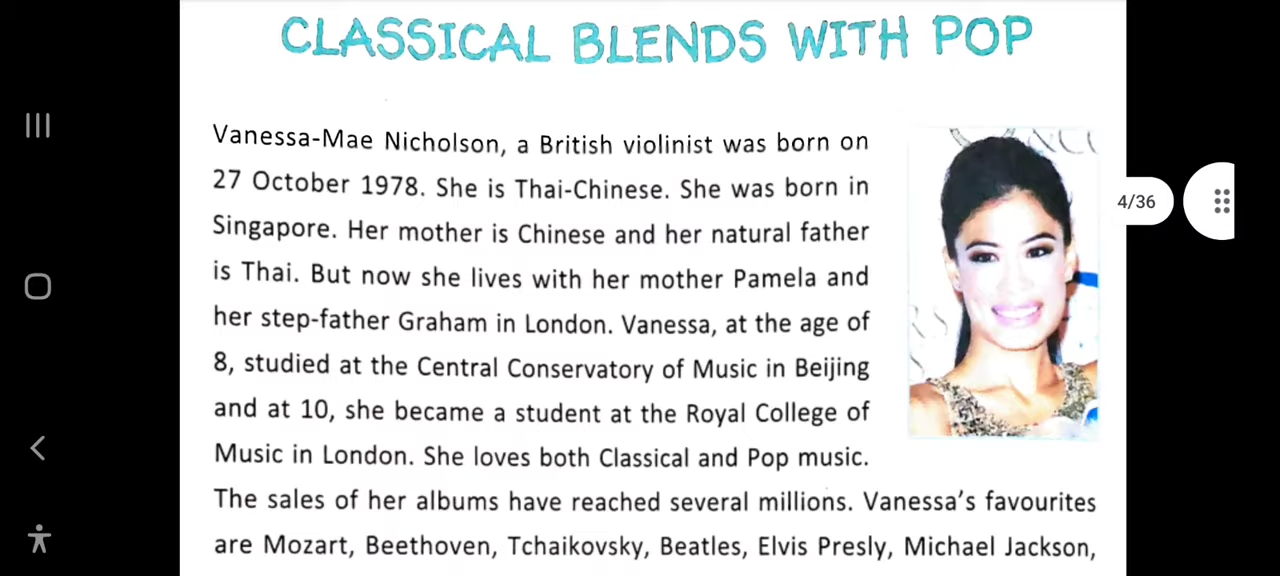 CLASSICAL BLENDS WITH POP
Vanessa-Mae Nicholson, a British violinist was born on
27 October 1978. She is Thai-Chinese. She was born in
Singapore. Her mother is Chinese and her natural father
is Thai. But now she lives with her mother Pamela and
her step-father Graham in London. Vanessa, at the age of
8, studied at the Central Conservatory of Music in Beijing
and at 10, she became a student at the Royal College of
Music in London. She loves both Classical and Pop music.
The sales of her albums have reached several millions. Vanessa's favourites
are Mozart, Beethoven, Tchaikovsky, Beatles, Elvis Presly, Michael Jackson,
4/36